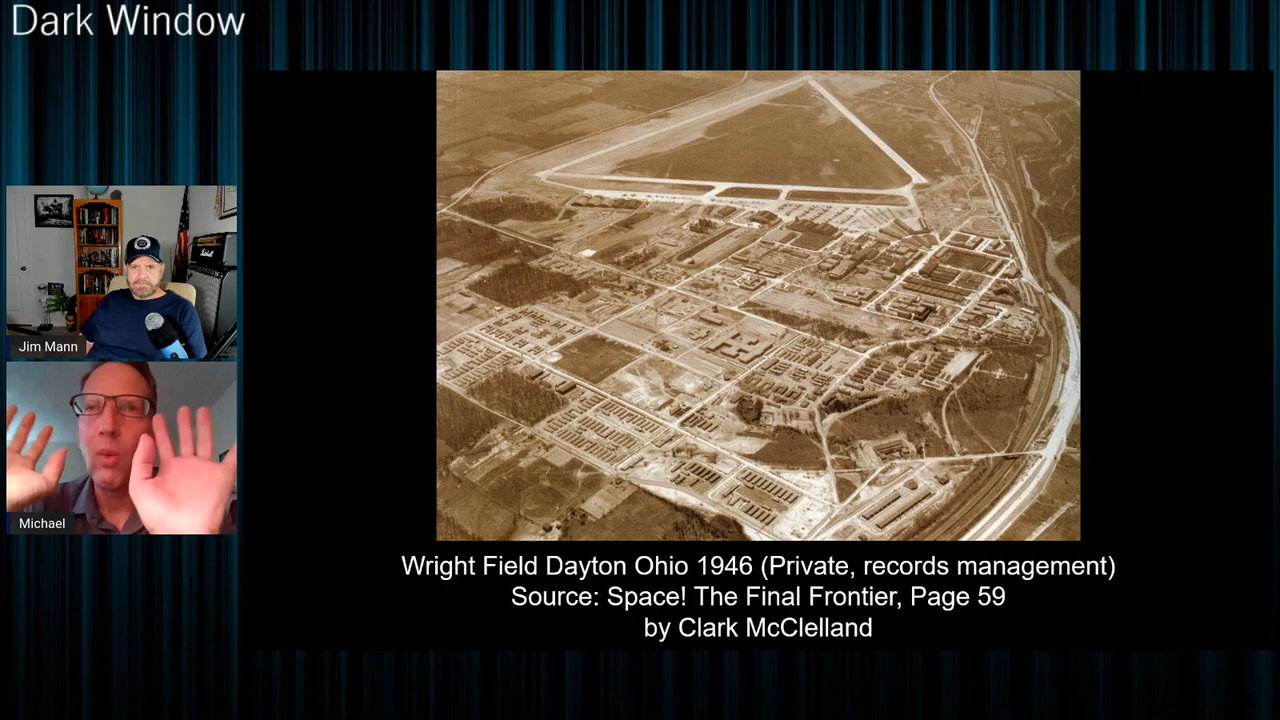 Dark Window
Jim Mann
Michael
Wright Field Dayton Ohio 1946 (Private, records management)
Source: Space! The Final Frontier, Page 59
by Clark McClelland